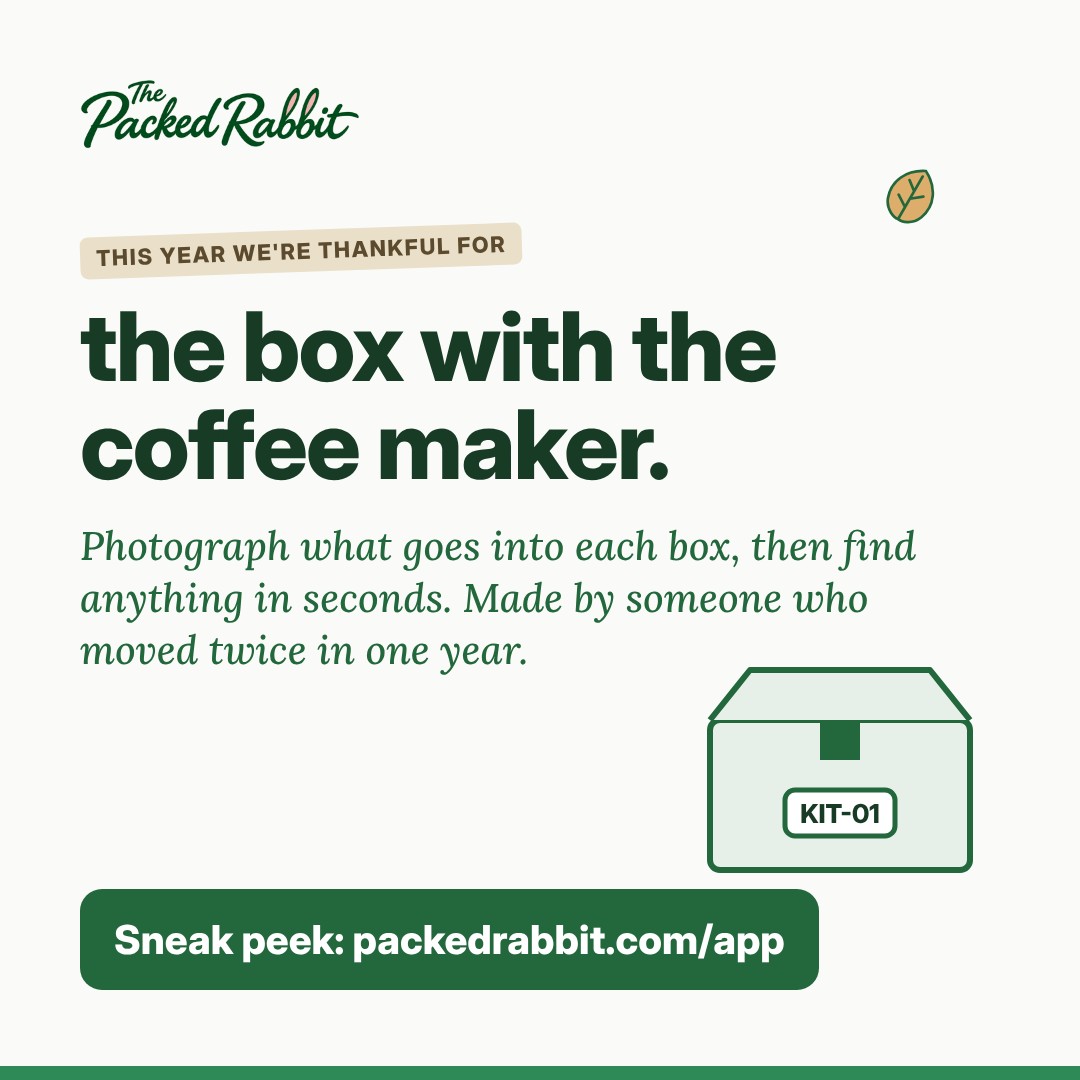 The
Packed Rabbit
THIS YEAR WE'RE THANKFUL FOR
the box with the
coffee maker.
Photograph what goes into each box, then find
anything in seconds. Made by someone who
moved twice in one year.
KIT-01
Sneak peek: packedrabbit.com/app